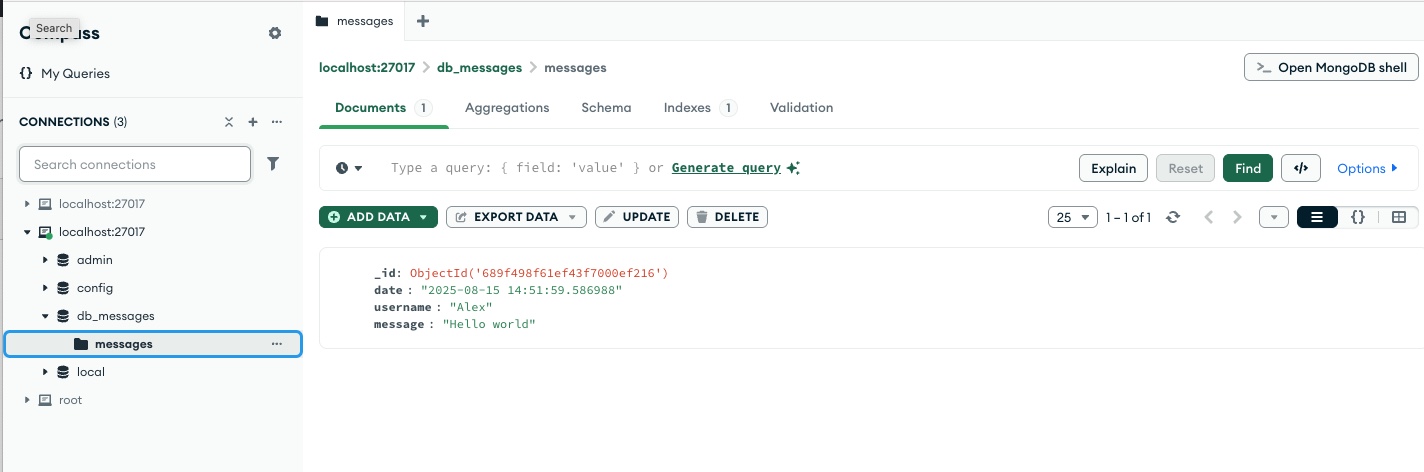 Compass
Search
My Queries
CONNECTIONS (3)
Search connections
localhost:27017
localhost:27017
admin
config
db_messages
messages
local
root
messages
localhost:27017 > db_messages > messages
Open MongoDB shell
Documents 1 Aggregations Schema Indexes 1 Validation
Type a query: { field: 'value' } or Generate query
Explain Reset Find </> Options
ADD DATA EXPORT DATA UPDATE DELETE
25 1 – 1 of 1 {}
_id: ObjectId('689f498f61ef43f7000ef216')
date : "2025-08-15 14:51:59.586988"
username : "Alex"
message : "Hello world"